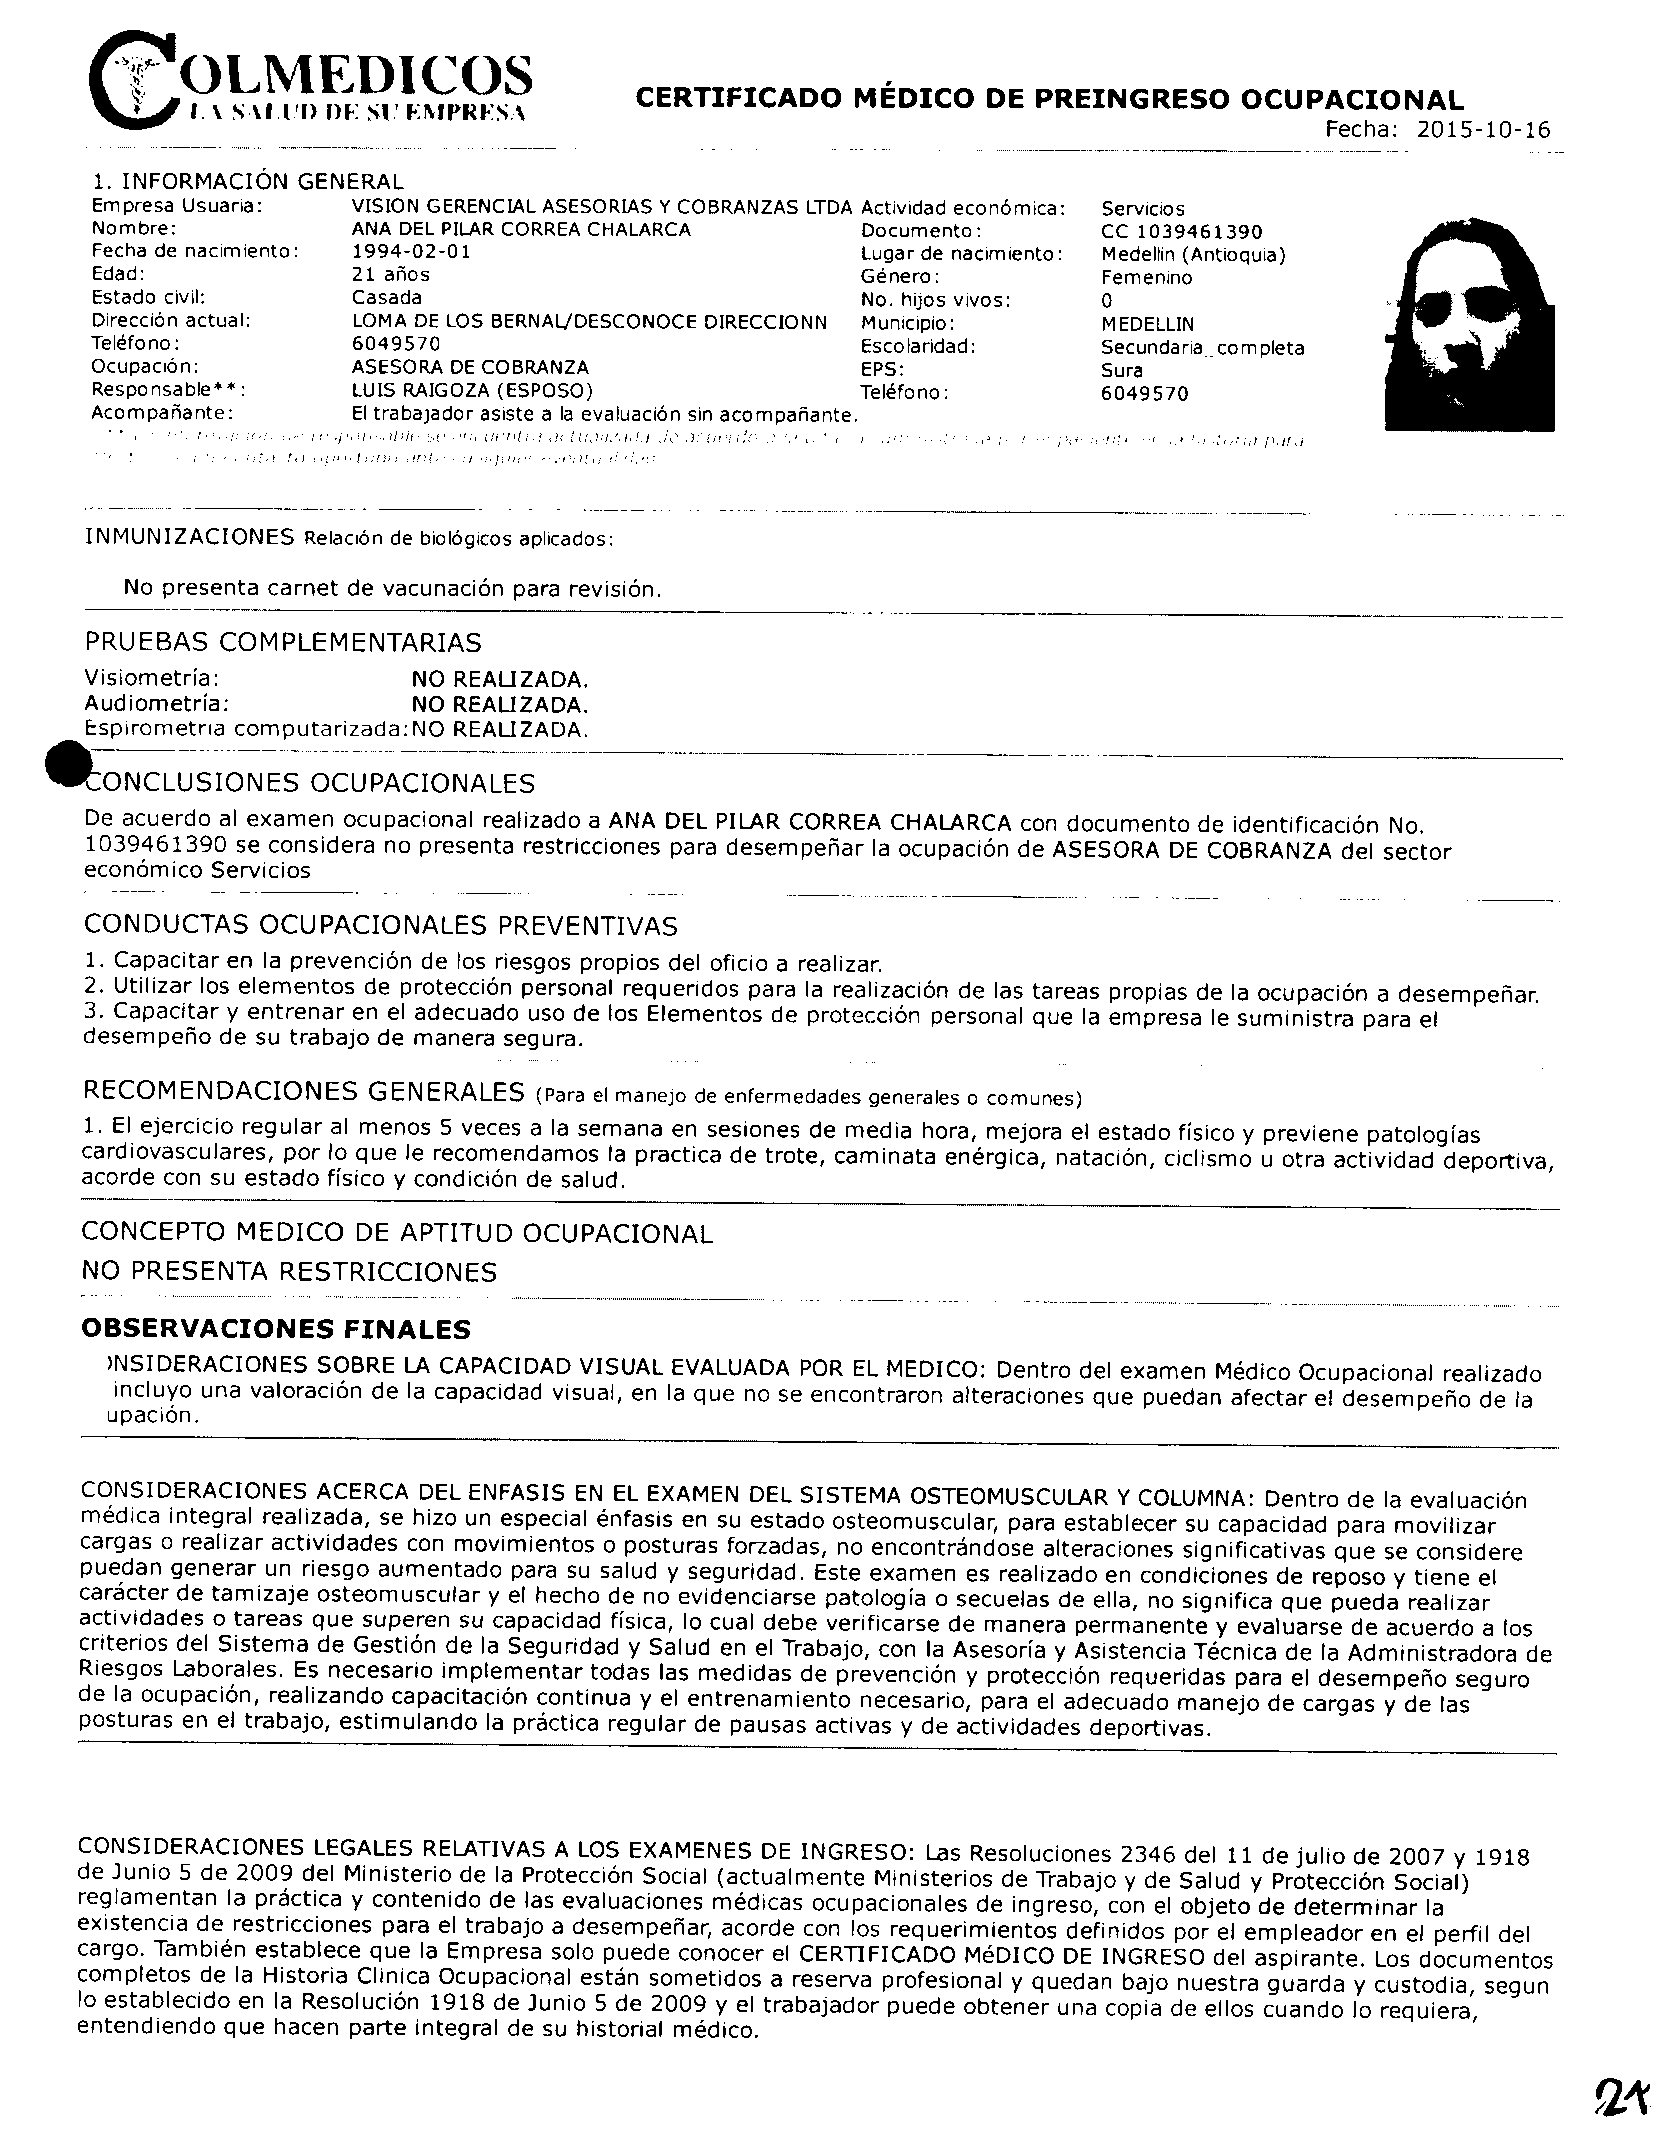 COLMEDICOS
LA SALUD DE SU EMPRESA
CERTIFICADO MÉDICO DE PREINGRESO OCUPACIONAL
Fecha: 2015-10-16
1. INFORMACIÓN GENERAL
Empresa Usuaria: VISION GERENCIAL ASESORIAS Y COBRANZAS LTDA Actividad económica: Servicios
Nombre: ANA DEL PILAR CORREA CHALARCA Documento: CC 1039461390
Fecha de nacimiento: 1994-02-01 Lugar de nacimiento: Medellin (Antioquia)
Edad: 21 años Género: Femenino
Estado civil: Casada No. hijos vivos: 0
Dirección actual: LOMA DE LOS BERNAL/DESCONOCE DIRECCIONN Municipio: MEDELLIN
Teléfono: 6049570 Escolaridad: Secundaria_completa
Ocupación: ASESORA DE COBRANZA EPS: Sura
Responsable**: LUIS RAIGOZA (ESPOSO) Teléfono: 6049570
Acompañante: El trabajador asiste a la evaluación sin acompañante.
INMUNIZACIONES Relación de biológicos aplicados:
No presenta carnet de vacunación para revisión.
PRUEBAS COMPLEMENTARIAS
Visiometría: NO REALIZADA.
Audiometría: NO REALIZADA.
Espirometria computarizada: NO REALIZADA.
CONCLUSIONES OCUPACIONALES
De acuerdo al examen ocupacional realizado a ANA DEL PILAR CORREA CHALARCA con documento de identificación No.
1039461390 se considera no presenta restricciones para desempeñar la ocupación de ASESORA DE COBRANZA del sector
económico Servicios
CONDUCTAS OCUPACIONALES PREVENTIVAS
1. Capacitar en la prevención de los riesgos propios del oficio a realizar.
2. Utilizar los elementos de protección personal requeridos para la realización de las tareas propias de la ocupación a desempeñar.
3. Capacitar y entrenar en el adecuado uso de los Elementos de protección personal que la empresa le suministra para el
desempeño de su trabajo de manera segura.
RECOMENDACIONES GENERALES (Para el manejo de enfermedades generales o comunes)
1. El ejercicio regular al menos 5 veces a la semana en sesiones de media hora, mejora el estado físico y previene patologías
cardiovasculares, por lo que le recomendamos la practica de trote, caminata enérgica, natación, ciclismo u otra actividad deportiva,
acorde con su estado físico y condición de salud.
CONCEPTO MEDICO DE APTITUD OCUPACIONAL
NO PRESENTA RESTRICCIONES
OBSERVACIONES FINALES
NSIDERACIONES SOBRE LA CAPACIDAD VISUAL EVALUADA POR EL MEDICO: Dentro del examen Médico Ocupacional realizado
incluyo una valoración de la capacidad visual, en la que no se encontraron alteraciones que puedan afectar el desempeño de la
upación.
CONSIDERACIONES ACERCA DEL ENFASIS EN EL EXAMEN DEL SISTEMA OSTEOMUSCULAR Y COLUMNA: Dentro de la evaluación
médica integral realizada, se hizo un especial énfasis en su estado osteomuscular, para establecer su capacidad para movilizar
cargas o realizar actividades con movimientos o posturas forzadas, no encontrándose alteraciones significativas que se considere
puedan generar un riesgo aumentado para su salud y seguridad. Este examen es realizado en condiciones de reposo y tiene el
carácter de tamizaje osteomuscular y el hecho de no evidenciarse patología o secuelas de ella, no significa que pueda realizar
actividades o tareas que superen su capacidad física, lo cual debe verificarse de manera permanente y evaluarse de acuerdo a los
criterios del Sistema de Gestión de la Seguridad y Salud en el Trabajo, con la Asesoría y Asistencia Técnica de la Administradora de
Riesgos Laborales. Es necesario implementar todas las medidas de prevención y protección requeridas para el desempeño seguro
de la ocupación, realizando capacitación continua y el entrenamiento necesario, para el adecuado manejo de cargas y de las
posturas en el trabajo, estimulando la práctica regular de pausas activas y de actividades deportivas.
CONSIDERACIONES LEGALES RELATIVAS A LOS EXAMENES DE INGRESO: Las Resoluciones 2346 del 11 de julio de 2007 y 1918
de Junio 5 de 2009 del Ministerio de la Protección Social (actualmente Ministerios de Trabajo y de Salud y Protección Social)
reglamentan la práctica y contenido de las evaluaciones médicas ocupacionales de ingreso, con el objeto de determinar la
existencia de restricciones para el trabajo a desempeñar, acorde con los requerimientos definidos por el empleador en el perfil del
cargo. También establece que la Empresa solo puede conocer el CERTIFICADO MéDICO DE INGRESO del aspirante. Los documentos
completos de la Historia Clinica Ocupacional están sometidos a reserva profesional y quedan bajo nuestra guarda y custodia, segun
lo establecido en la Resolución 1918 de Junio 5 de 2009 y el trabajador puede obtener una copia de ellos cuando lo requiera,
entendiendo que hacen parte integral de su historial médico.